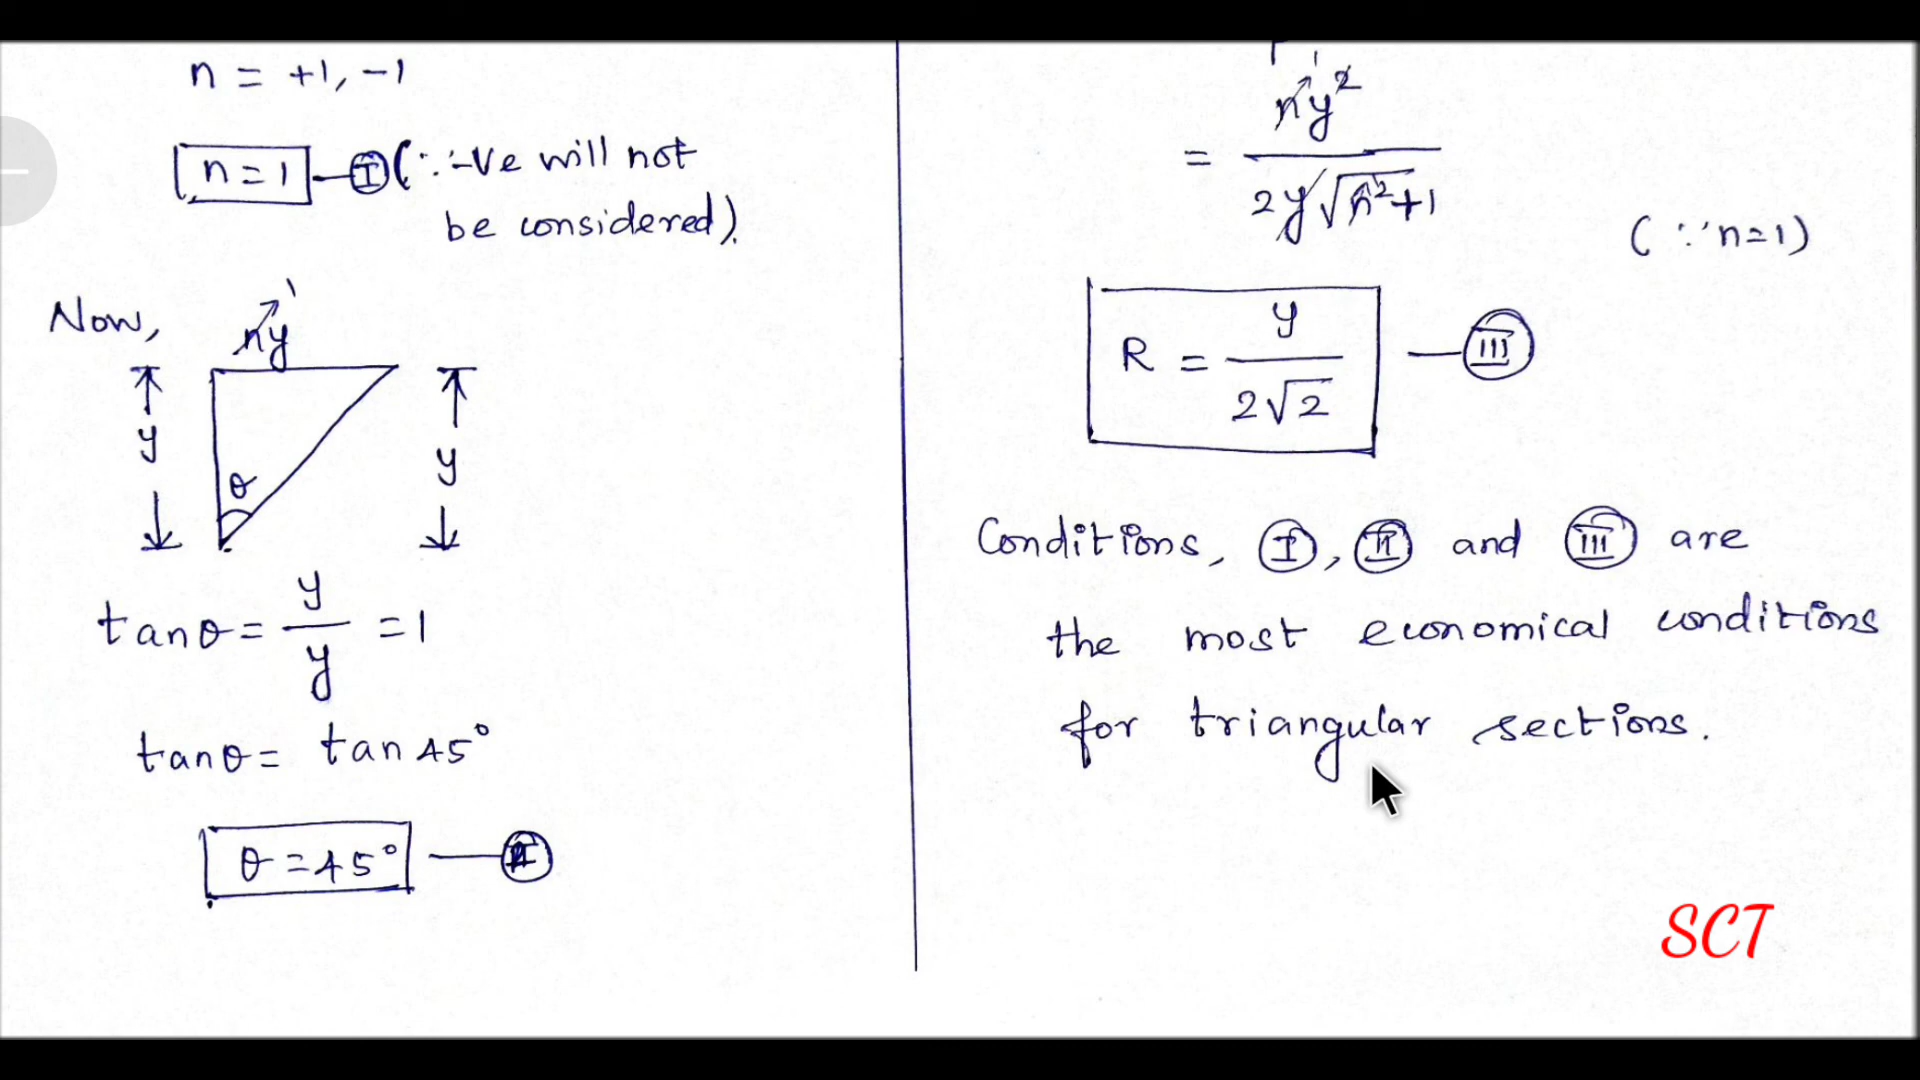 n = +1, -1
n = 1 — I (∵ -ve will not
be considered).
Now,
ny 1
y
y
θ
tanθ = y/y = 1
tanθ = tan 45°
θ = 45° — II
= ny² 1 / 2y√n²+1
(∵ n=1)
R = y / 2√2 — III
Conditions, I, II and III are
the most economical conditions
for triangular sections.
SCT